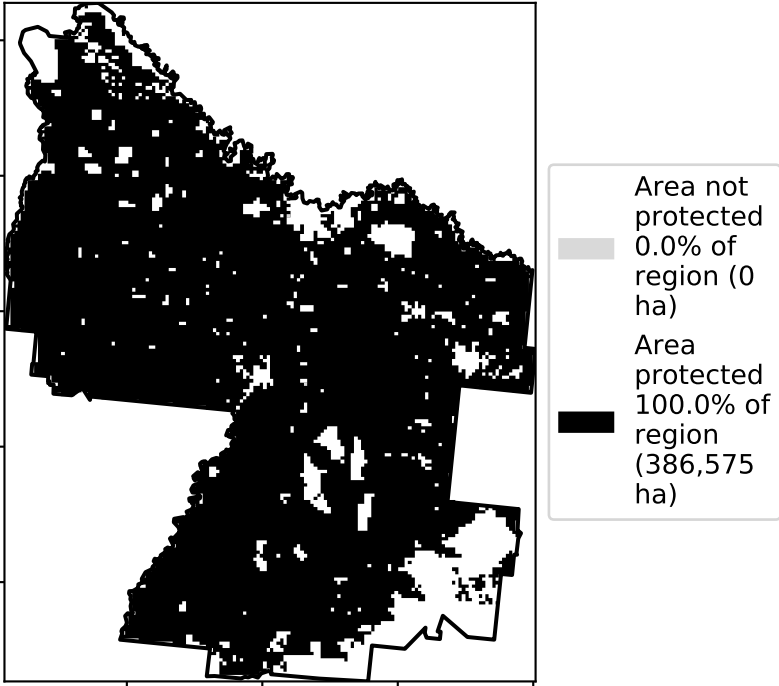 Area not
protected
0.0% of
region (0
ha)
Area
protected
100.0% of
region
(386,575
ha)